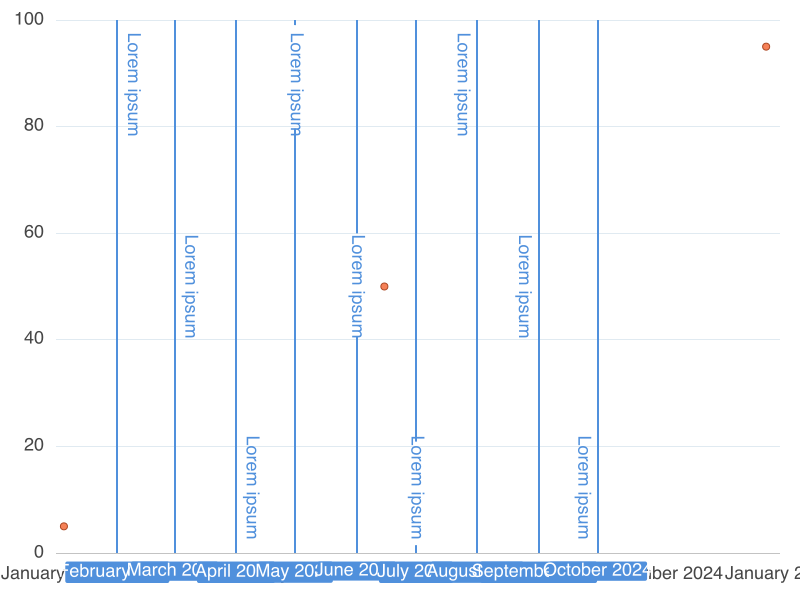 100
80
60
40
20
0
Lorem ipsum
Lorem ipsum
Lorem ipsum
Lorem ipsum
Lorem ipsum
Lorem ipsum
Lorem ipsum
Lorem ipsum
Lorem ipsum
January
February
March 20
April 20
May 20
June 20
July 20
August
Septembe
October 2024
ber 2024
January 2